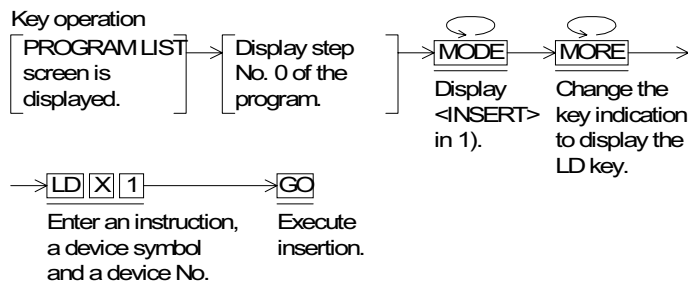 Key operation
PROGRAM LIST
screen is
displayed.
Display step
No. 0 of the
program.
MODE
Display
<INSERT>
in 1).
MORE
Change the
key indication
to display the
LD key.
LD X 1
Enter an instruction,
a device symbol
and a device No.
GO
Execute
insertion.